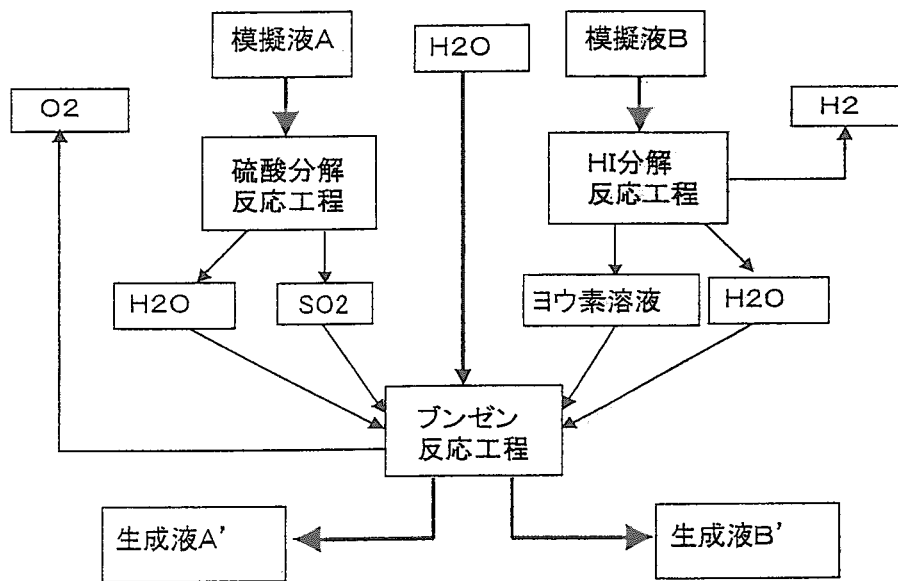 模擬液A
H2O
模擬液B
O2
H2
硫酸分解
反応工程
HI分解
反応工程
H2O
SO2
ヨウ素溶液
H2O
ブンゼン
反応工程
生成液A'
生成液B'